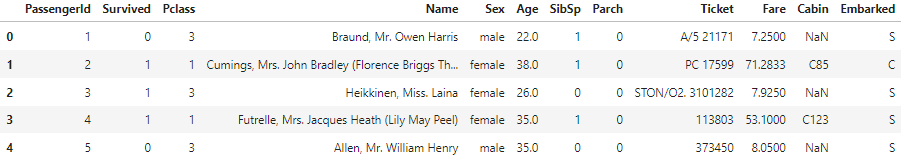 PassengerId Survived Pclass Name Sex Age SibSp Parch Ticket Fare Cabin Embarked
0 1 0 3 Braund, Mr. Owen Harris male 22.0 1 0 A/5 21171 7.2500 NaN S
1 2 1 1 Cumings, Mrs. John Bradley (Florence Briggs Th... female 38.0 1 0 PC 17599 71.2833 C85 C
2 3 1 3 Heikkinen, Miss. Laina female 26.0 0 0 STON/O2. 3101282 7.9250 NaN S
3 4 1 1 Futrelle, Mrs. Jacques Heath (Lily May Peel) female 35.0 1 0 113803 53.1000 C123 S
4 5 0 3 Allen, Mr. William Henry male 35.0 0 0 373450 8.0500 NaN S